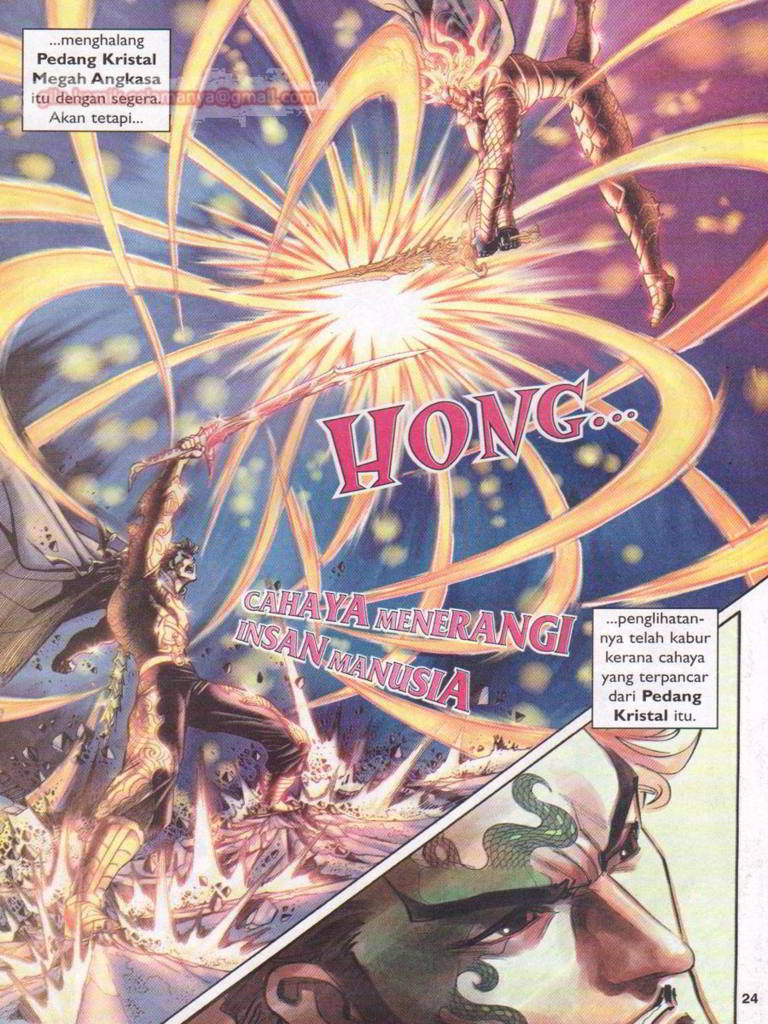 ...menghalang
Pedang Kristal
Megah Angkasa
itu dengan segera.
Akan tetapi...
HONG...
CAHAYA MENERANGI
INSAN MANUSIA
...penglihatan-
nya telah kabur
kerana cahaya
yang terpancar
dari Pedang
Kristal itu.
24